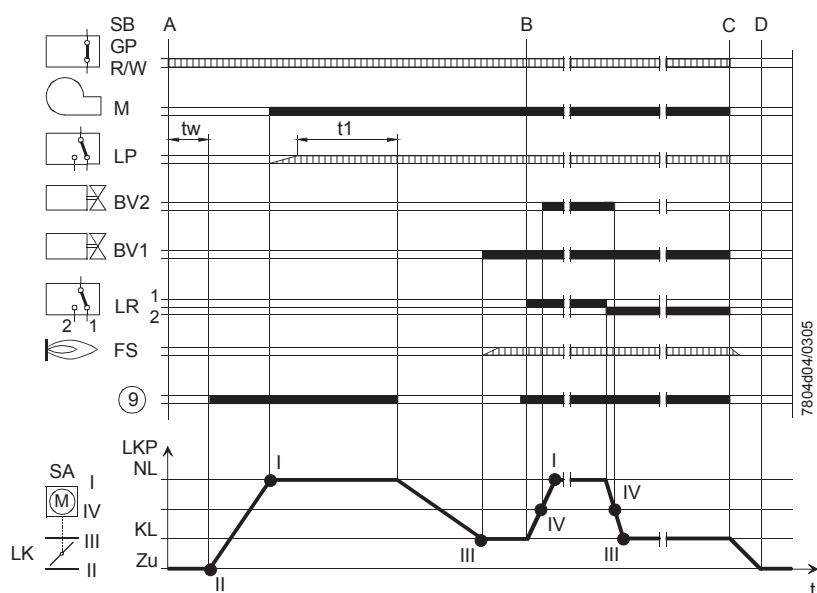 SB A B C D
GP
R/W
M
tw t1
LP
BV2
BV1
LR 1
2
2 1
FS
9
7804d04/0305
LKP
NL I I
SA I
M IV IV IV
KL
LK III III III
Zu
II II
t